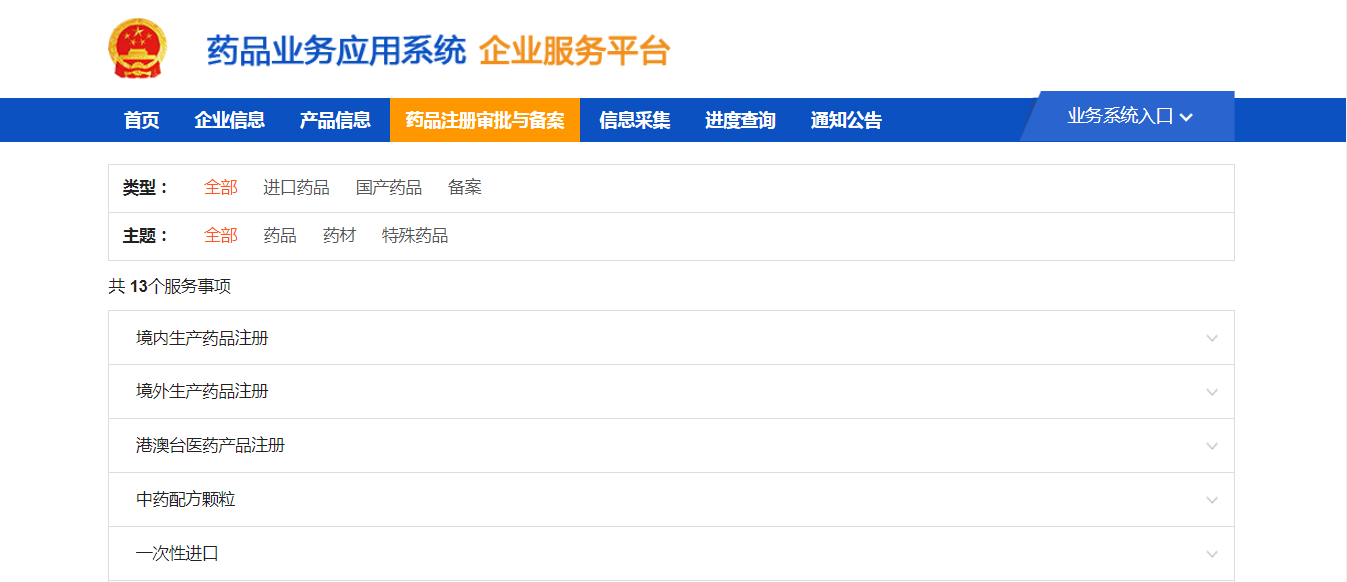 药品业务应用系统 企业服务平台
首页 企业信息 产品信息 药品注册审批与备案 信息采集 进度查询 通知公告 业务系统入口
类型： 全部 进口药品 国产药品 备案
主题： 全部 药品 药材 特殊药品
共 13个服务事项
境内生产药品注册
境外生产药品注册
港澳台医药产品注册
中药配方颗粒
一次性进口